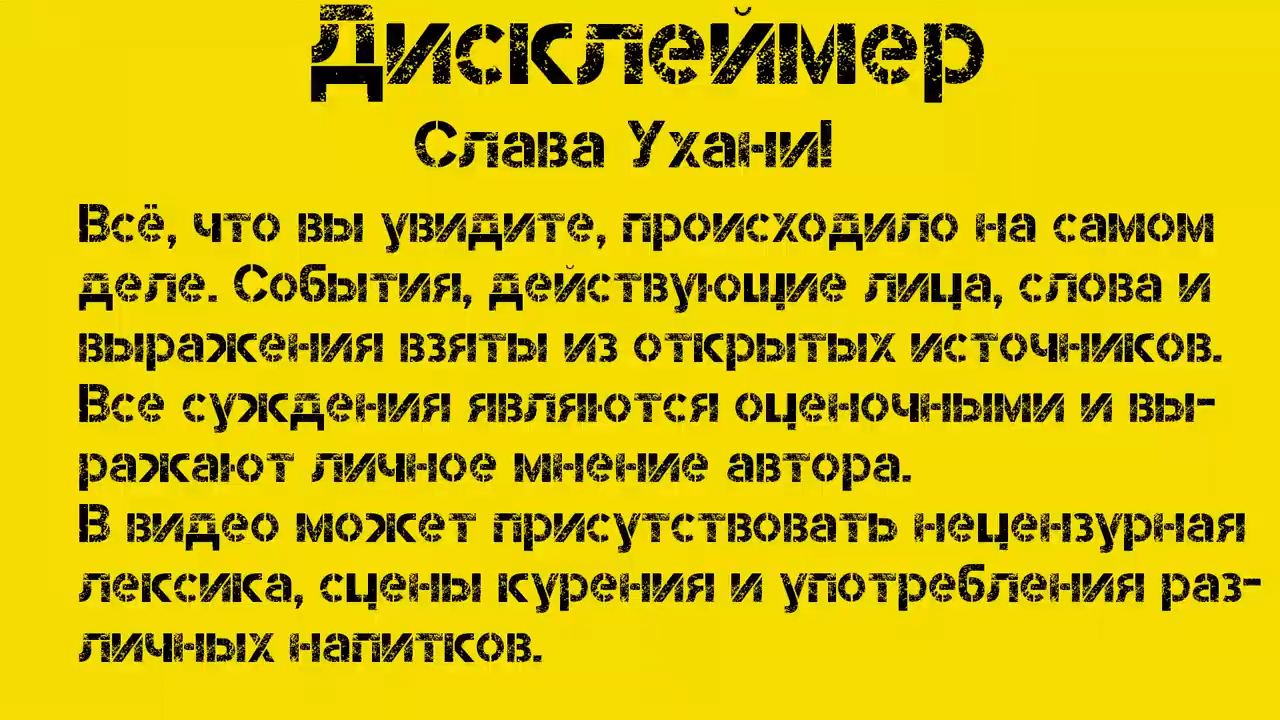 Дисклеймер
Слава Ухани!
Всё, что вы увидите, происходило на самом
деле. События, действующие лица, слова и
выражения взяты из открытых источников.
Все суждения являются оценочными и вы-
ражают личное мнение автора.
В видео может присутствовать нецензурная
лексика, сцены курения и употребления раз-
личных напитков.